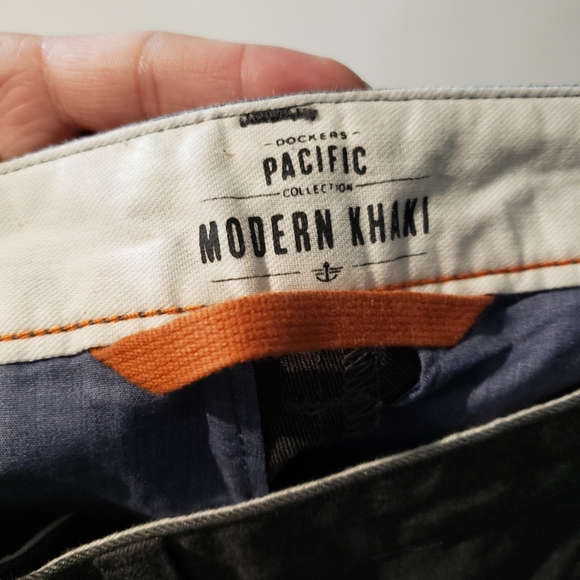 - DOCKERS -
PACIFIC
COLLECTION
MODERN KHAKI